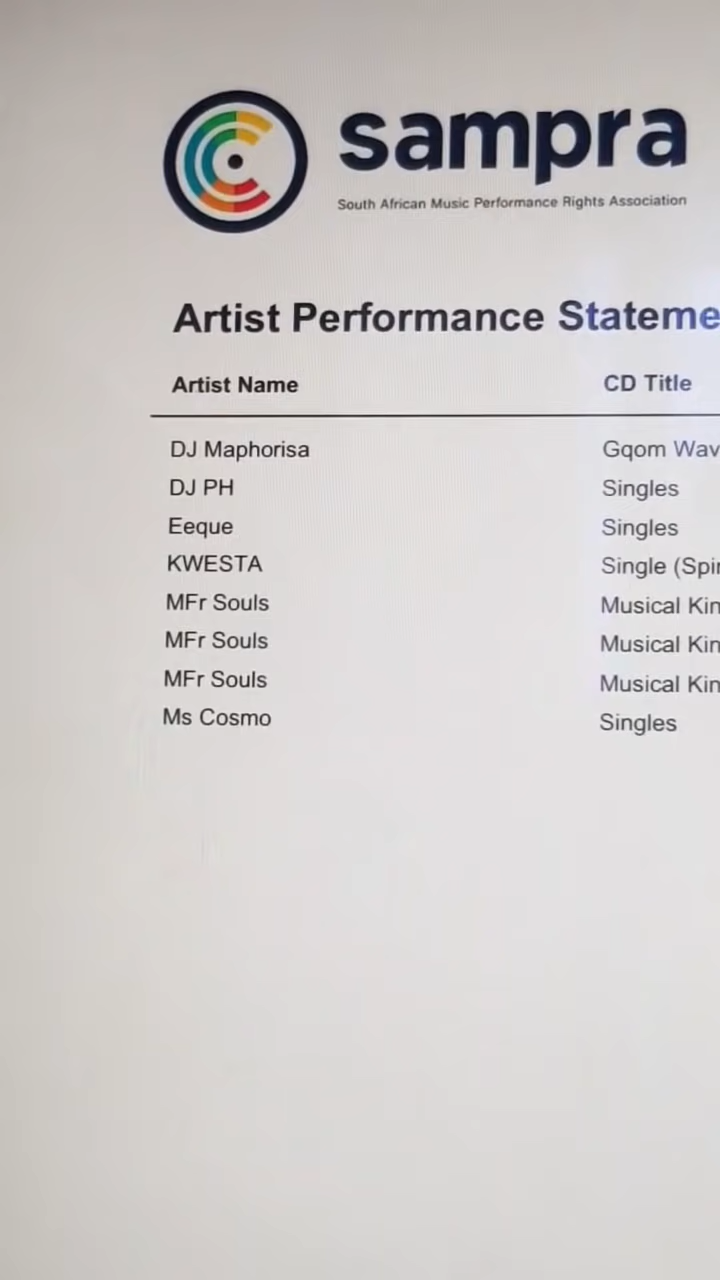 sampra
South African Music Performance Rights Association
Artist Performance Stateme
Artist Name CD Title
DJ Maphorisa Gqom Wav
DJ PH Singles
Eeque Singles
KWESTA Single (Spir
MFr Souls Musical Kin
MFr Souls Musical Kin
MFr Souls Musical Kin
Ms Cosmo Singles